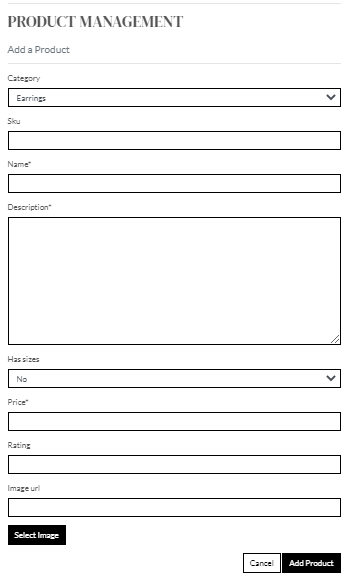 PRODUCT MANAGEMENT
Add a Product
Category
Earrings
Sku
Name*
Description*
Has sizes
No
Price*
Rating
Image url
Select Image
Cancel Add Product